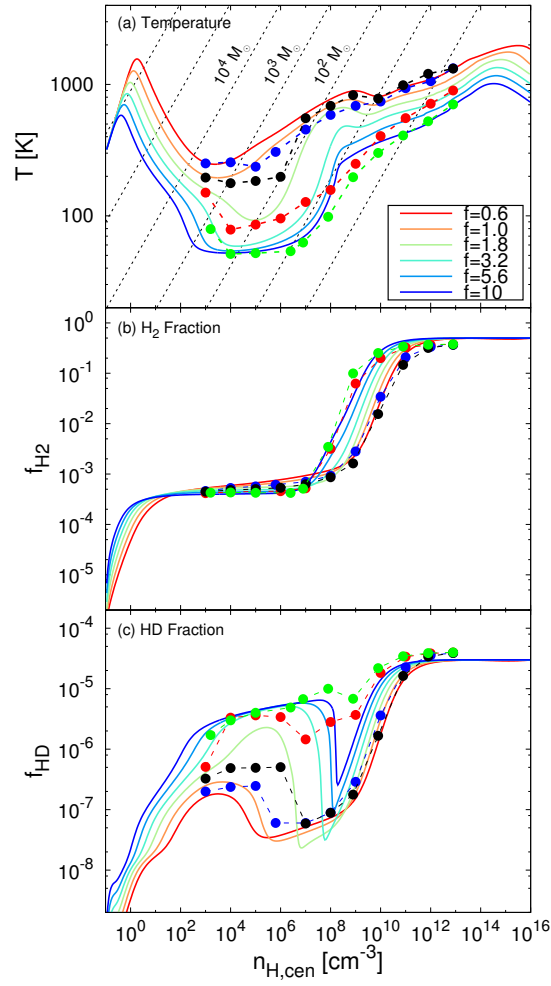 (a) Temperature
10⁴ M☉
10³ M☉
10² M☉
T [K]
1000
100
f=0.6
f=1.0
f=1.8
f=3.2
f=5.6
f=10
(b) H₂ Fraction
f_H2
10⁰
10⁻¹
10⁻²
10⁻³
10⁻⁴
10⁻⁵
(c) HD Fraction
f_HD
10⁻⁴
10⁻⁵
10⁻⁶
10⁻⁷
10⁻⁸
10⁰ 10² 10⁴ 10⁶ 10⁸ 10¹⁰ 10¹² 10¹⁴ 10¹⁶
n_H,cen [cm⁻³]